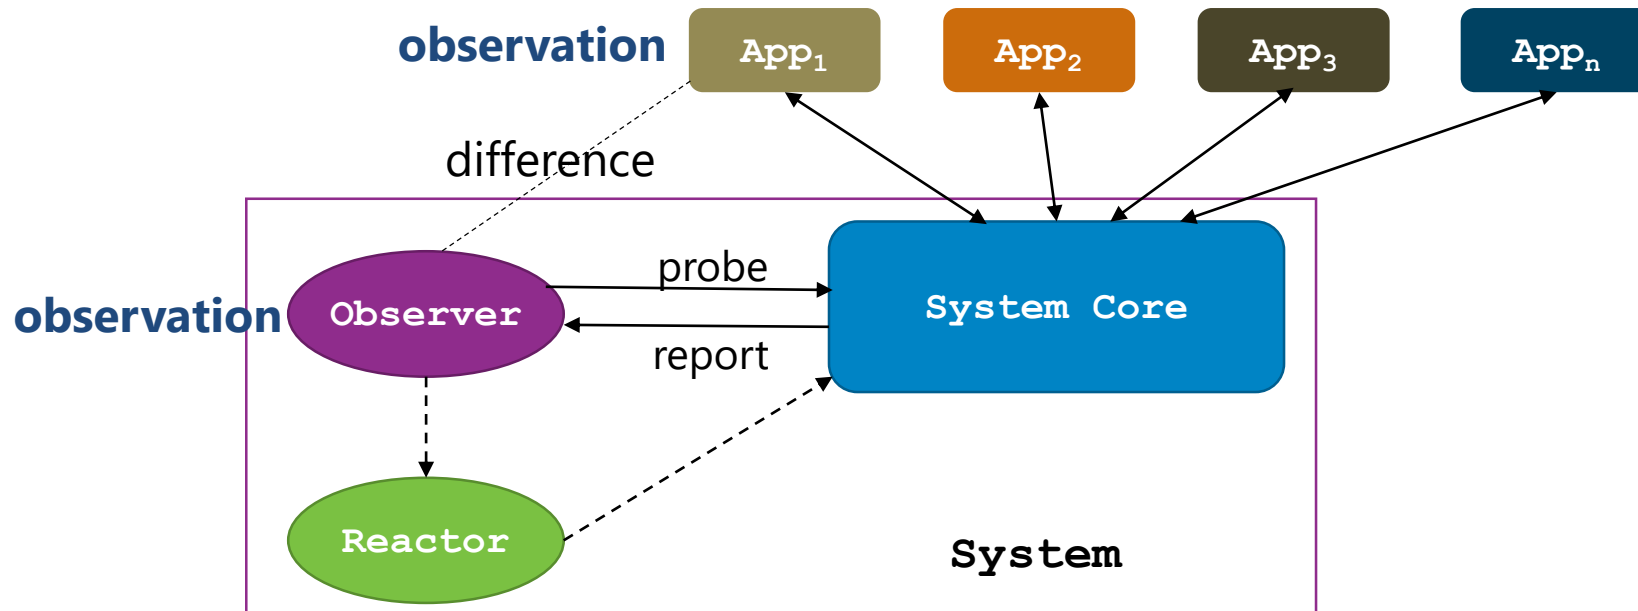 observation
App₁
App₂
App₃
Appₙ
difference
probe
observation
Observer
System Core
report
Reactor
System